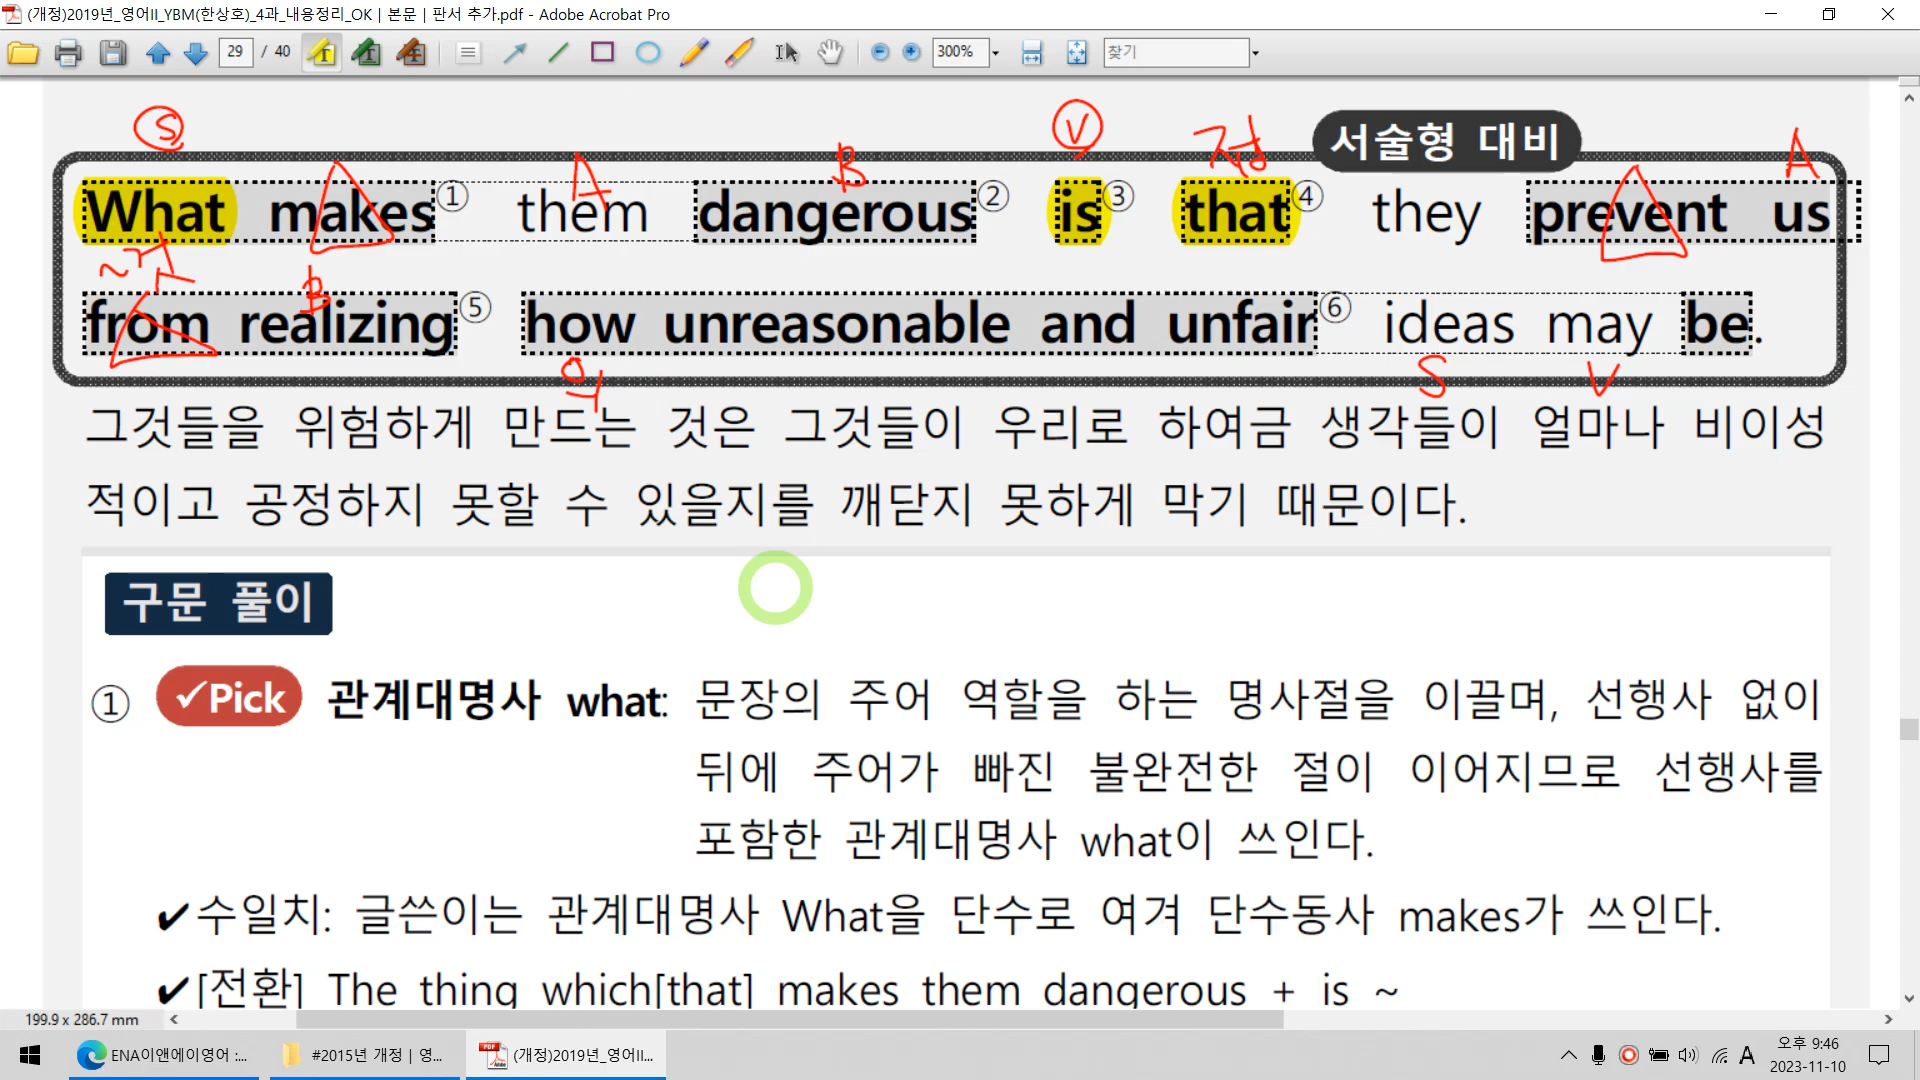 (개정)2019년_영어II_YBM(한상호)_4과_내용정리_OK | 본문 | 판서 추가.pdf - Adobe Acrobat Pro
29 / 40 300% 찾기
S V 접 서술형 대비 A
A B
What makes① them dangerous② is③ that④ they prevent us
~것 B
from realizing⑤ how unreasonable and unfair⑥ ideas may be.
S V
그것들을 위험하게 만드는 것은 그것들이 우리로 하여금 생각들이 얼마나 비이성
적이고 공정하지 못할 수 있을지를 깨닫지 못하게 막기 때문이다.
구문 풀이
① ✓Pick 관계대명사 what: 문장의 주어 역할을 하는 명사절을 이끌며, 선행사 없이
뒤에 주어가 빠진 불완전한 절이 이어지므로 선행사를
포함한 관계대명사 what이 쓰인다.
✔수일치: 글쓴이는 관계대명사 What을 단수로 여겨 단수동사 makes가 쓰인다.
✔[전환] The thing which[that] makes them dangerous + is ~
199.9 x 286.7 mm
ENA이앤에이영어 :... #2015년 개정 | 영... (개정)2019년_영어II... A 오후 9:46
2023-11-10